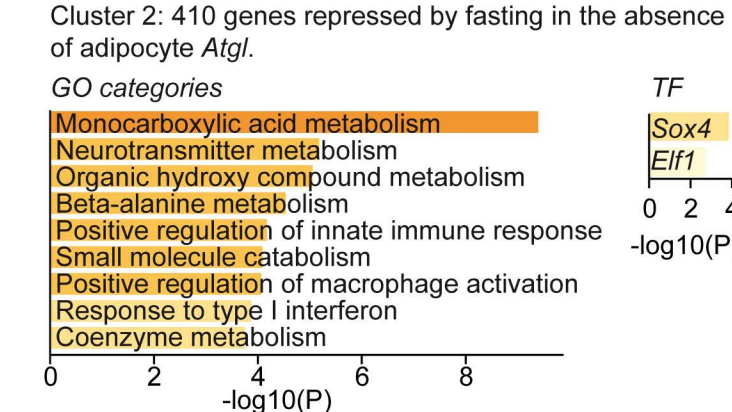 Cluster 2: 410 genes repressed by fasting in the absence
of adipocyte Atgl.
GO categories
Monocarboxylic acid metabolism
Neurotransmitter metabolism
Organic hydroxy compound metabolism
Beta-alanine metabolism
Positive regulation of innate immune response
Small molecule catabolism
Positive regulation of macrophage activation
Response to type I interferon
Coenzyme metabolism
0 2 4 6 8
-log10(P)
TF
Sox4
Elf1
0 2 4
-log10(P